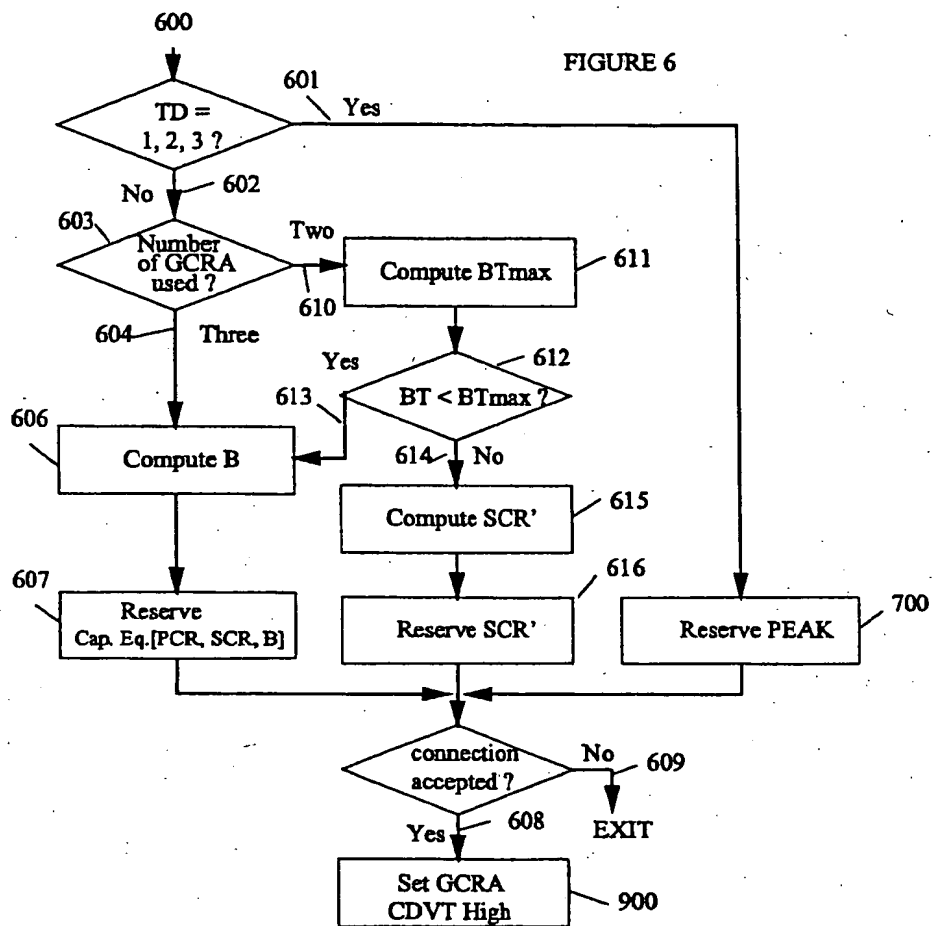 600
FIGURE 6
601
Yes
TD =
1, 2, 3 ?
602
No
603
Number
of GCRA
used ?
Two
610
Compute BTmax
611
604
Three
Yes
612
613
BT < BTmax ?
606
Compute B
614
No
Compute SCR'
615
607
616
Reserve
Cap. Eq.[PCR, SCR, B]
Reserve SCR'
Reserve PEAK
700
connection
accepted ?
No
609
EXIT
Yes
608
Set GCRA
CDVT High
900